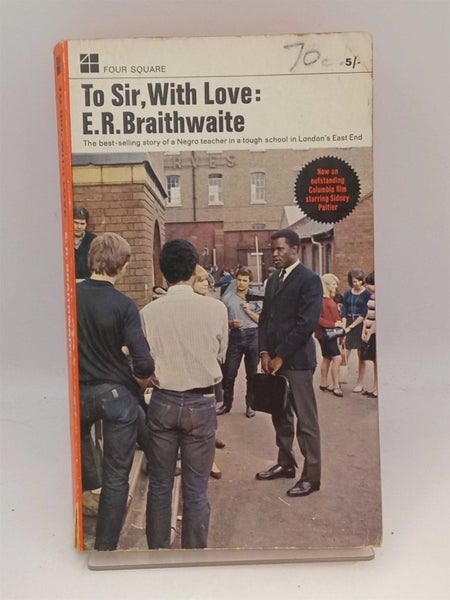 FOUR SQUARE
70c
5/-
To Sir, With Love:
E.R.Braithwaite
The best-selling story of a Negro teacher in a tough school in London's East End
Now an
outstanding
Columbia film
starring Sidney
Poitier
YES